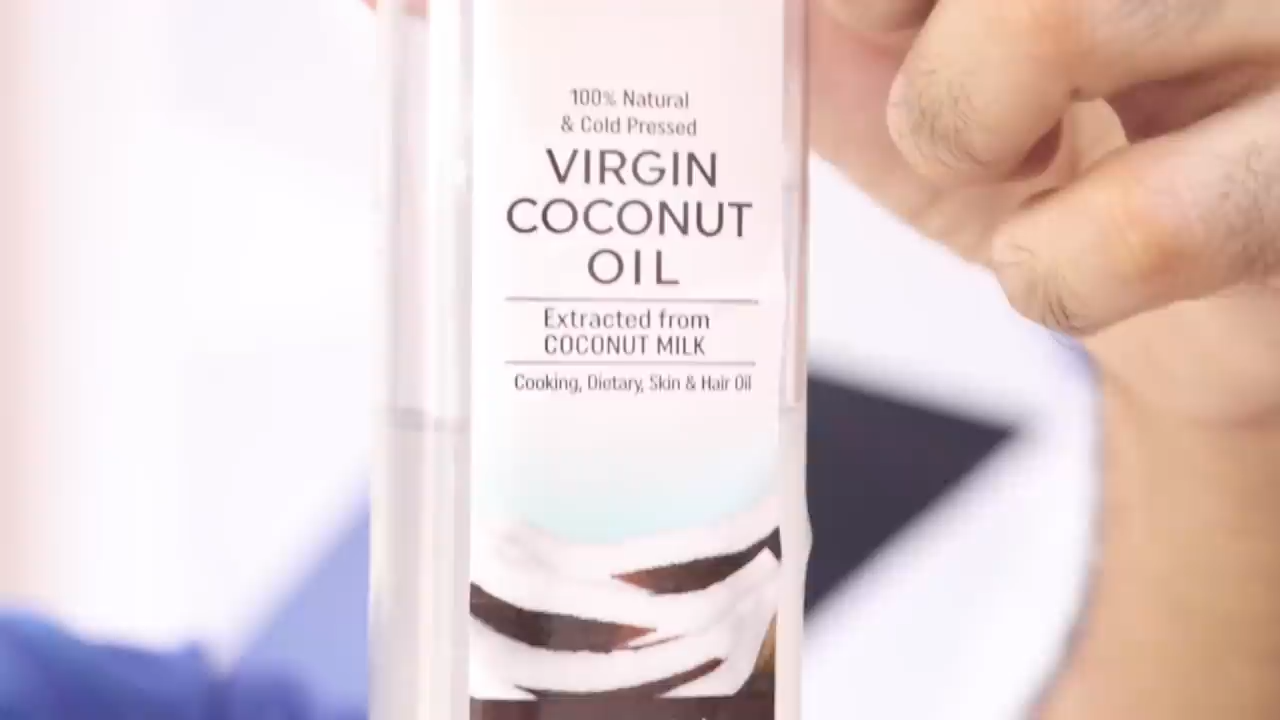 100% Natural
& Cold Pressed
VIRGIN
COCONUT
OIL
Extracted from
COCONUT MILK
Cooking, Dietary, Skin & Hair Oil